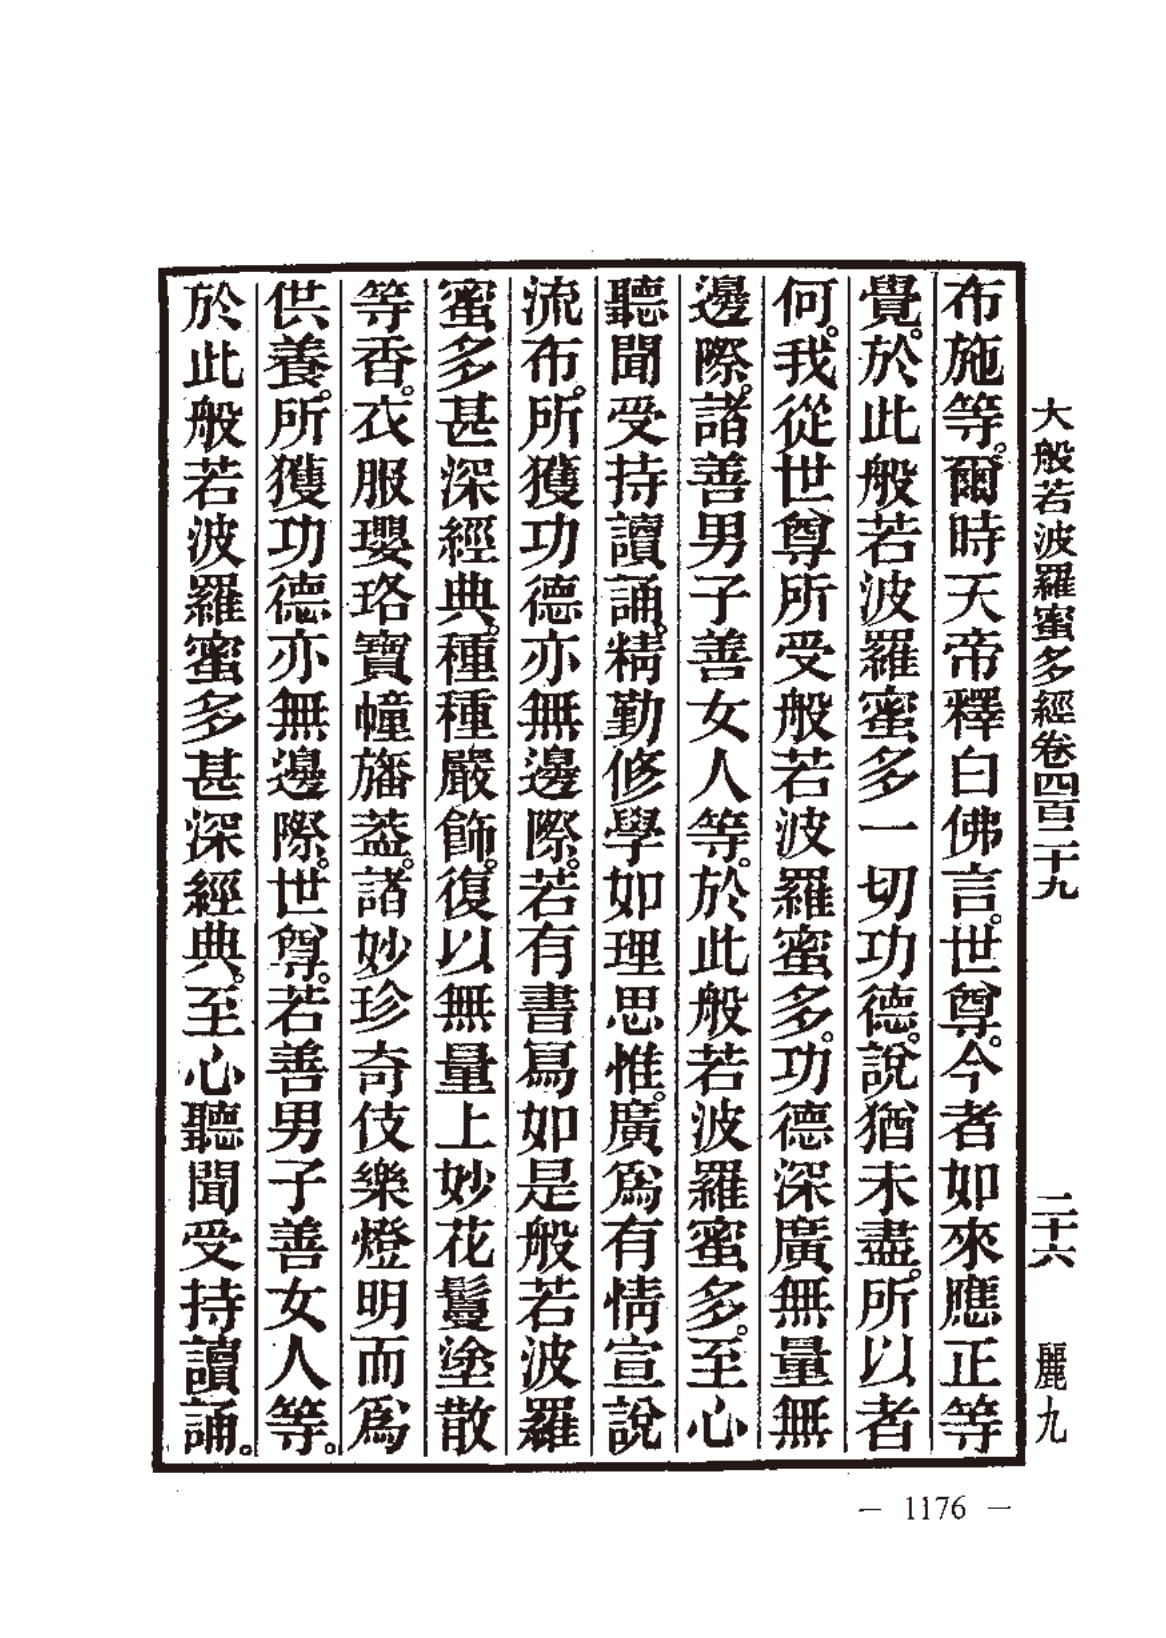 大般若波羅蜜多經卷四百二十九 二十六 麗九
布施等。爾時天帝釋白佛言。世尊。今者如來應正等
覺。於此般若波羅蜜多一切功德。說猶未盡。所以者
何。我從世尊所受般若波羅蜜多。功德深廣無量無
邊際。諸善男子善女人等。於此般若波羅蜜多。至心
聽聞受持讀誦。精勤修學如理思惟。廣爲有情宣說
流布。所獲功德亦無邊際。若有書寫如是般若波羅
蜜多甚深經典。種種嚴飾。復以無量上妙花鬘塗散
等香。衣服瓔珞寶幢旛蓋。諸妙珍奇伎樂燈明而爲
供養。所獲功德亦無邊際。世尊。若善男子善女人等。
於此般若波羅蜜多甚深經典。至心聽聞受持讀誦。
— 1176 —